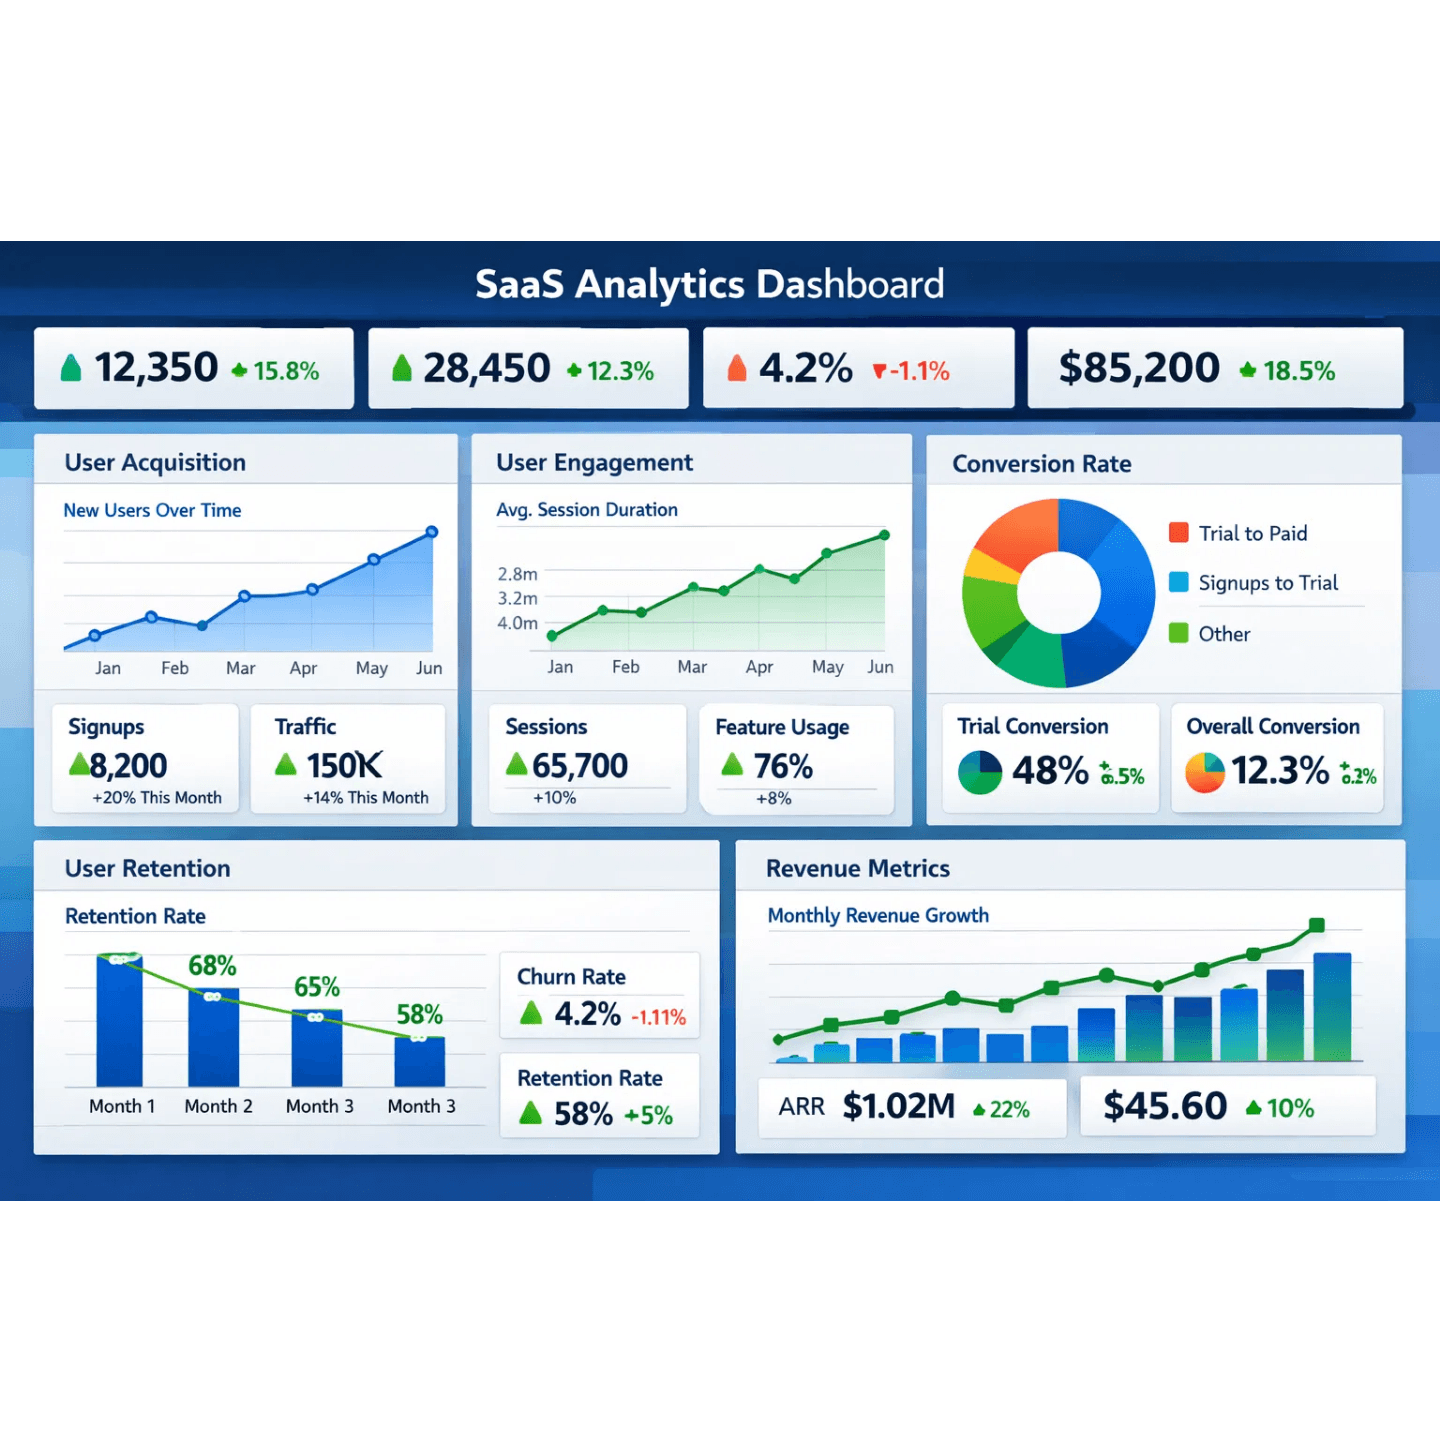 SaaS Analytics Dashboard
12,350 15.8%
28,450 12.3%
4.2% -1.1%
$85,200 18.5%
User Acquisition
New Users Over Time
Jan Feb Mar Apr May Jun
Signups
8,200
+20% This Month
Traffic
150K
+14% This Month
User Engagement
Avg. Session Duration
2.8m
3.2m
4.0m
Jan Feb Mar Apr May Jun
Sessions
65,700
+10%
Feature Usage
76%
+8%
Conversion Rate
Trial to Paid
Signups to Trial
Other
Trial Conversion
48%
Overall Conversion
12.3%
User Retention
Retention Rate
68%
65%
58%
Month 1 Month 2 Month 3 Month 3
Churn Rate
4.2% -1.11%
Retention Rate
58% +5%
Revenue Metrics
Monthly Revenue Growth
ARR $1.02M 22%
$45.60 10%